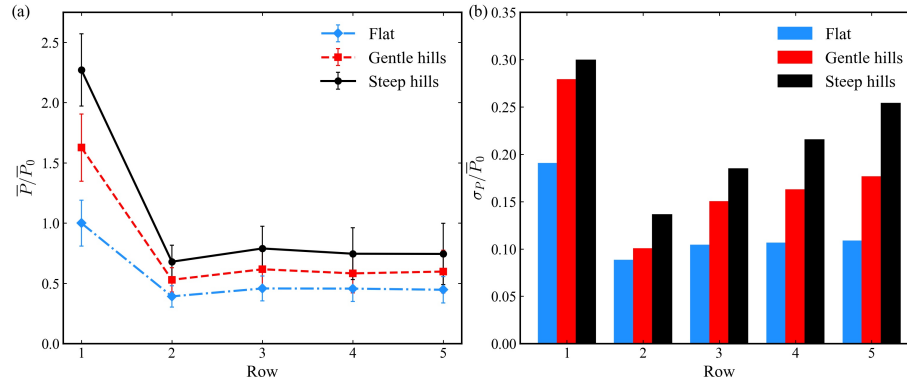 (a)
2.5
2.0
1.5
1.0
0.5
0.0
P̅/P̅₀
Flat
Gentle hills
Steep hills
1 2 3 4 5
Row
(b)
0.35
0.30
0.25
0.20
0.15
0.10
0.05
0.00
σ_P/P̅₀
Flat
Gentle hills
Steep hills
1 2 3 4 5
Row